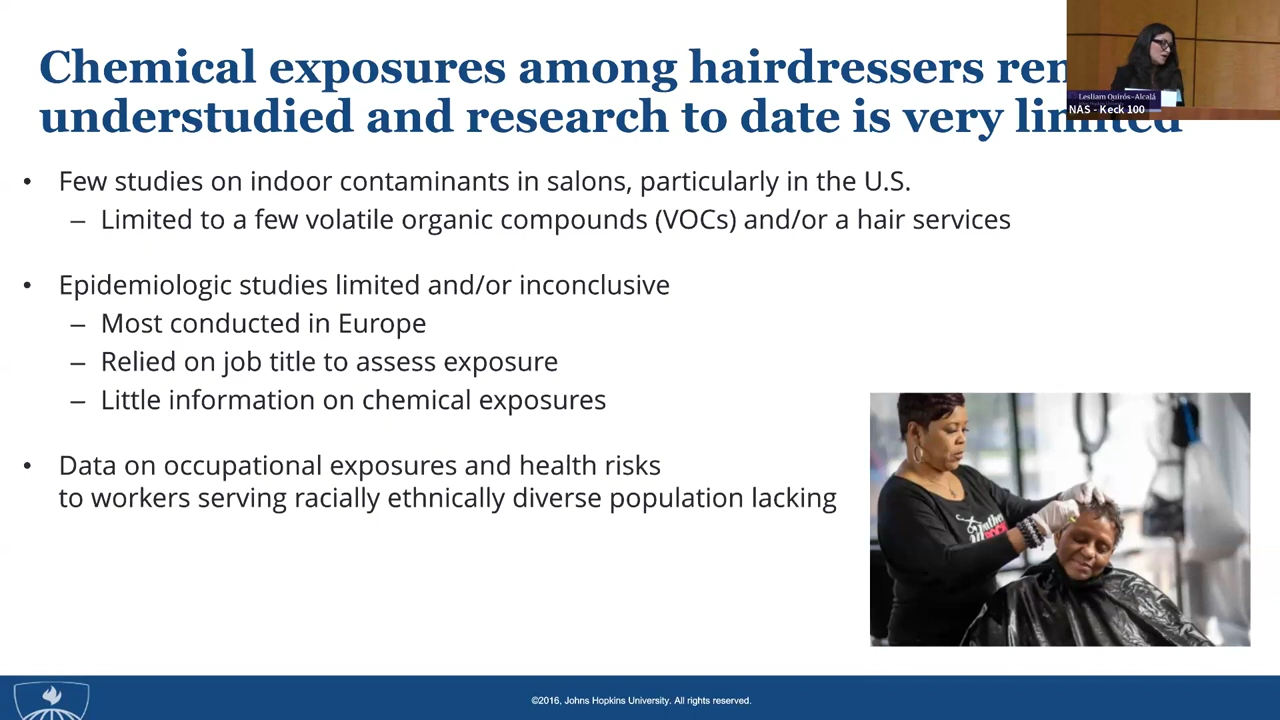 Chemical exposures among hairdressers
understudied and research to date is very limited
Lesliam Quirós-Alcalá
NAS - Keck 100
• Few studies on indoor contaminants in salons, particularly in the U.S.
– Limited to a few volatile organic compounds (VOCs) and/or a hair services
• Epidemiologic studies limited and/or inconclusive
– Most conducted in Europe
– Relied on job title to assess exposure
– Little information on chemical exposures
• Data on occupational exposures and health risks
to workers serving racially ethnically diverse population lacking
©2016, Johns Hopkins University. All rights reserved.